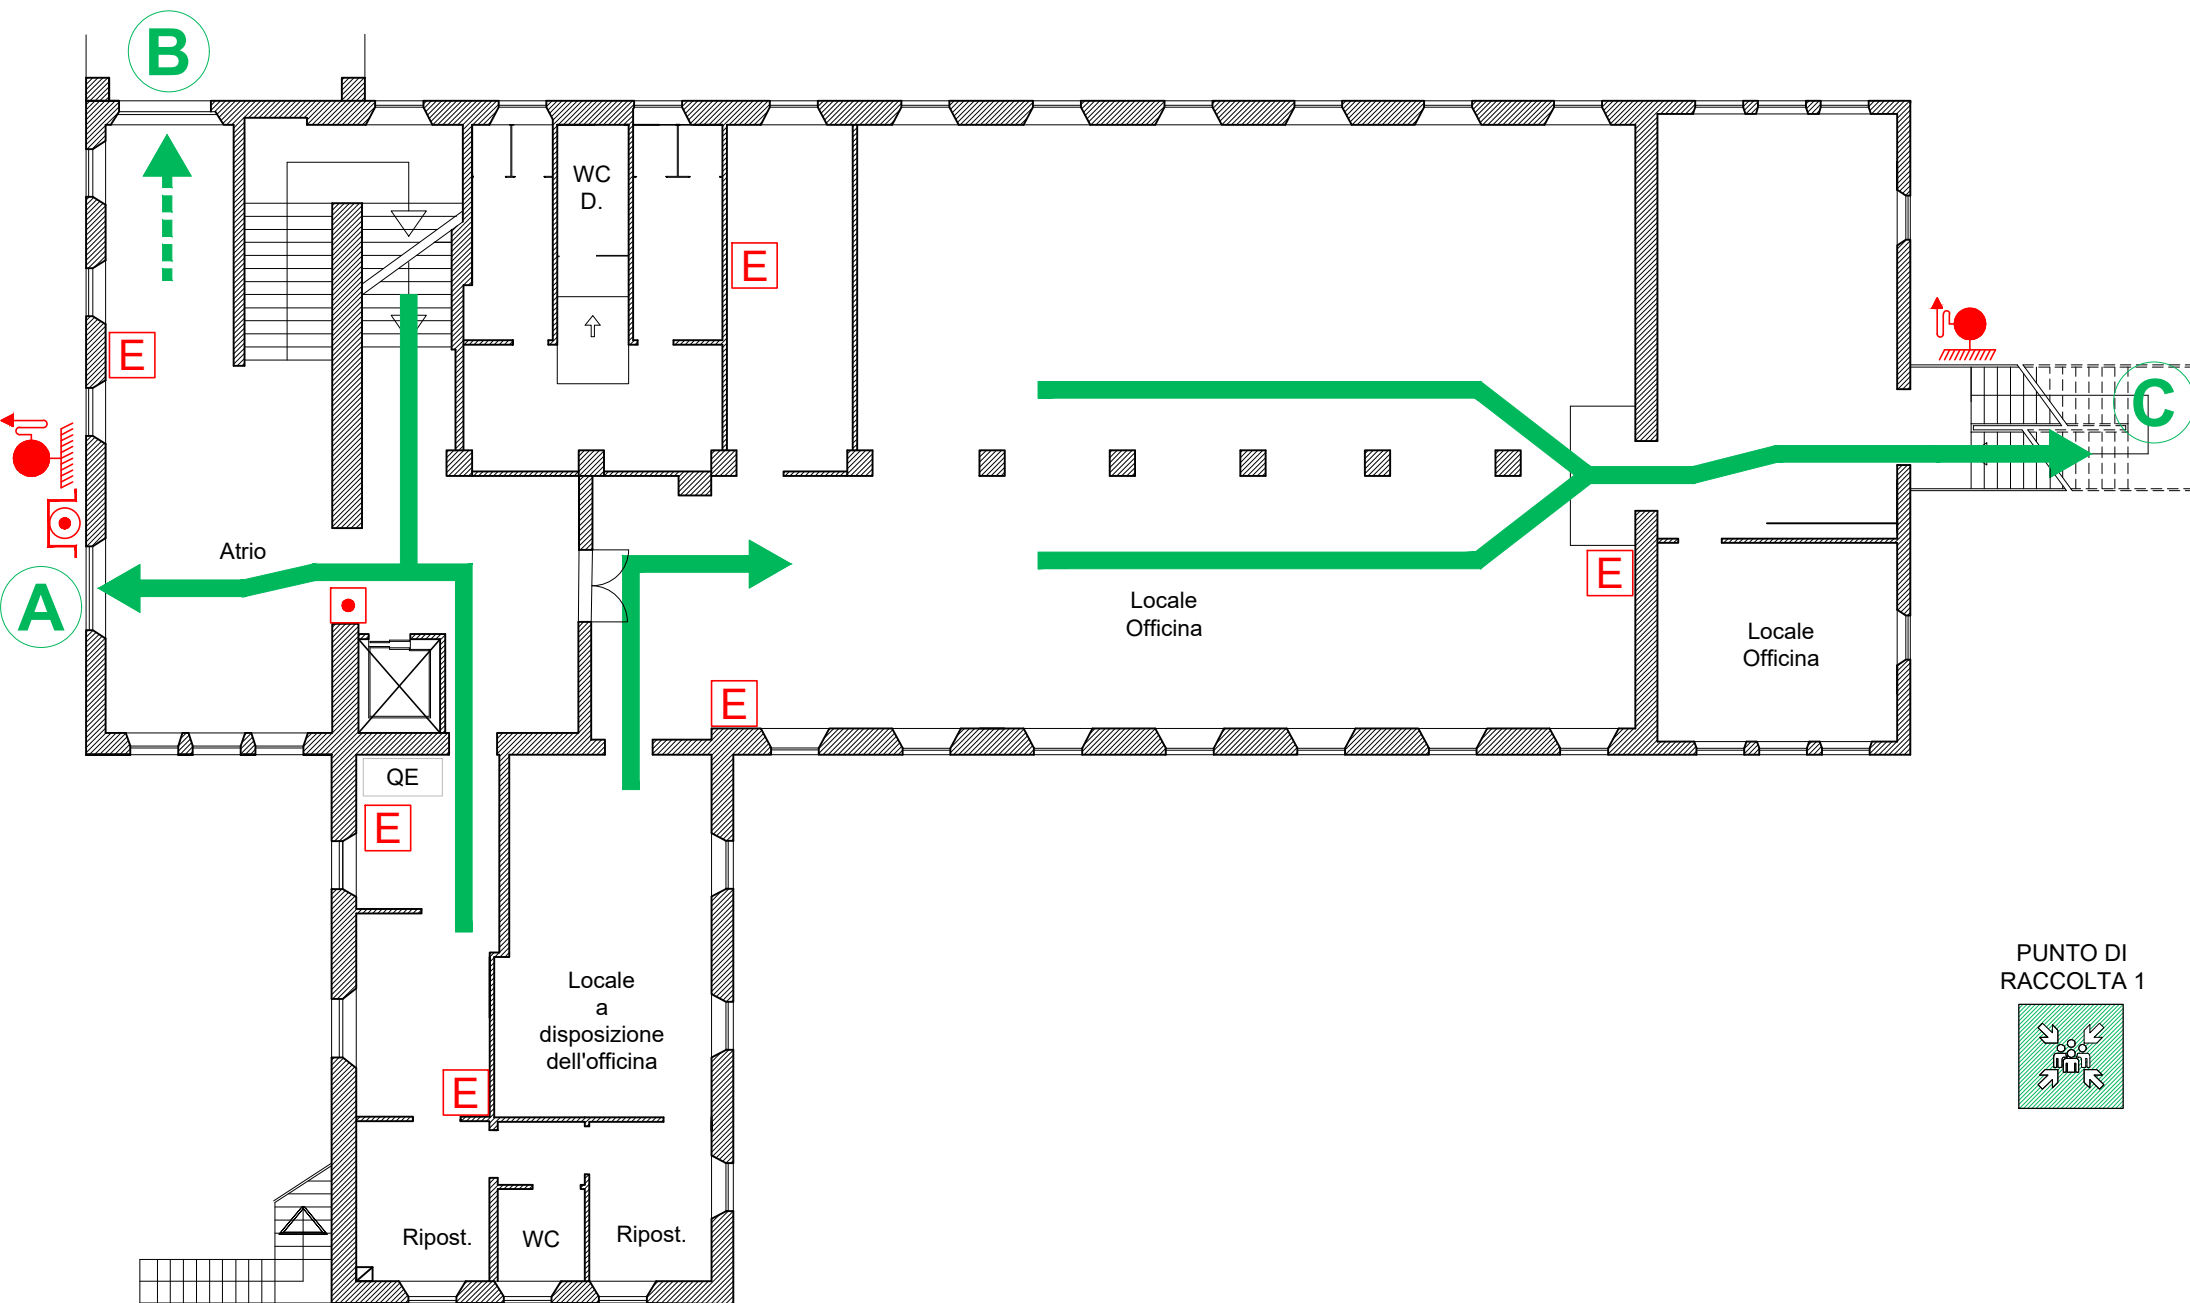 B
WC
D.
E
E
C
Atrio
A
E
Locale
Officina
Locale
Officina
E
QE
E
PUNTO DI
RACCOLTA 1
Locale
a
disposizione
dell'officina
E
Ripost.
WC
Ripost.